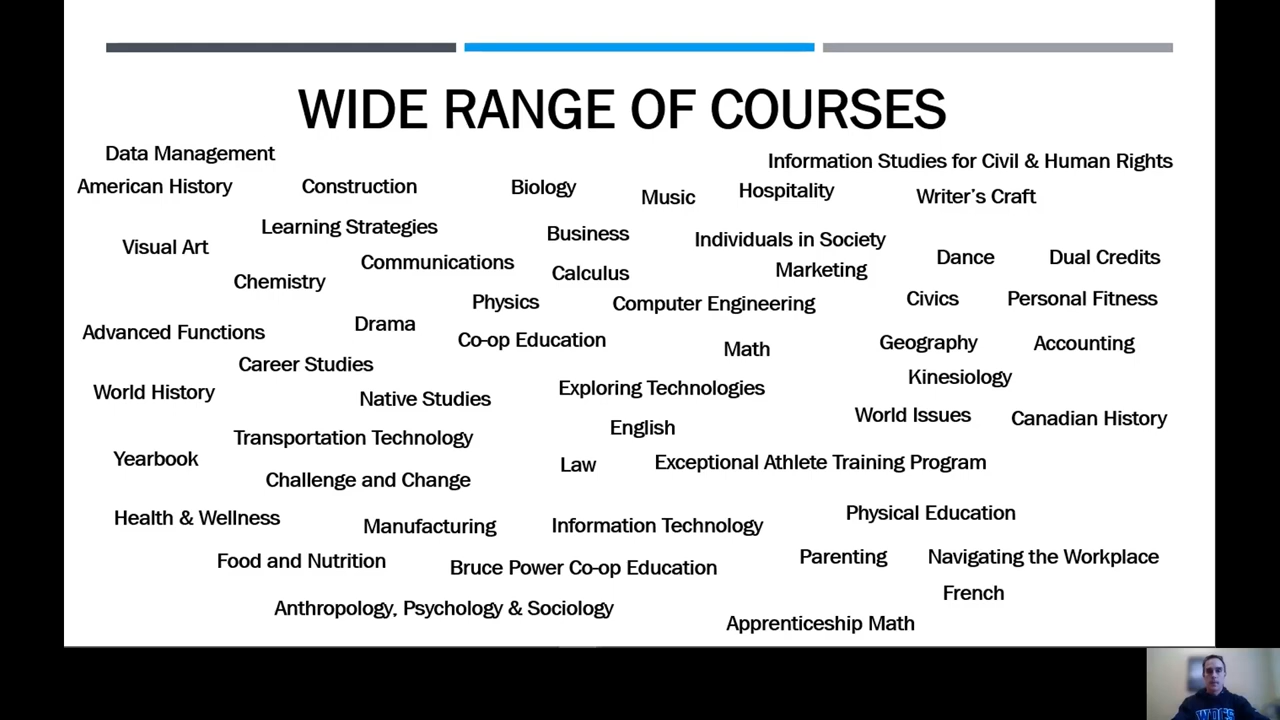 WIDE RANGE OF COURSES
Data Management
Information Studies for Civil & Human Rights
American History
Construction
Biology
Music
Hospitality
Writer's Craft
Learning Strategies
Business
Individuals in Society
Visual Art
Communications
Calculus
Marketing
Dance
Dual Credits
Chemistry
Physics
Computer Engineering
Civics
Personal Fitness
Advanced Functions
Drama
Co-op Education
Math
Geography
Accounting
Career Studies
Kinesiology
World History
Native Studies
Exploring Technologies
World Issues
Canadian History
Transportation Technology
English
Yearbook
Challenge and Change
Law
Exceptional Athlete Training Program
Health & Wellness
Manufacturing
Information Technology
Physical Education
Food and Nutrition
Bruce Power Co-op Education
Parenting
Navigating the Workplace
French
Anthropology, Psychology & Sociology
Apprenticeship Math